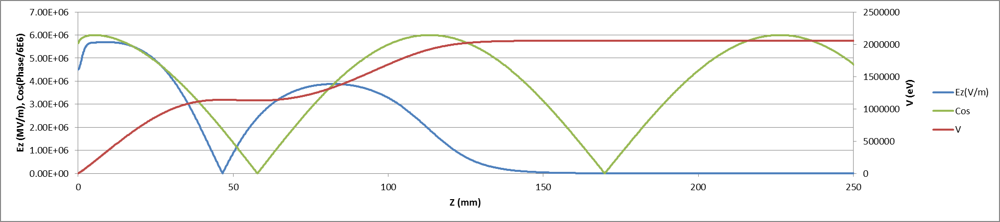 7.00E+06
6.00E+06
5.00E+06
4.00E+06
3.00E+06
2.00E+06
1.00E+06
0.00E+00
Ez (MV/m), Cos(Phase/6E6)
0
50
100
150
200
250
Z (mm)
2500000
2000000
1500000
1000000
500000
0
V (eV)
Ez(V/m)
Cos
V